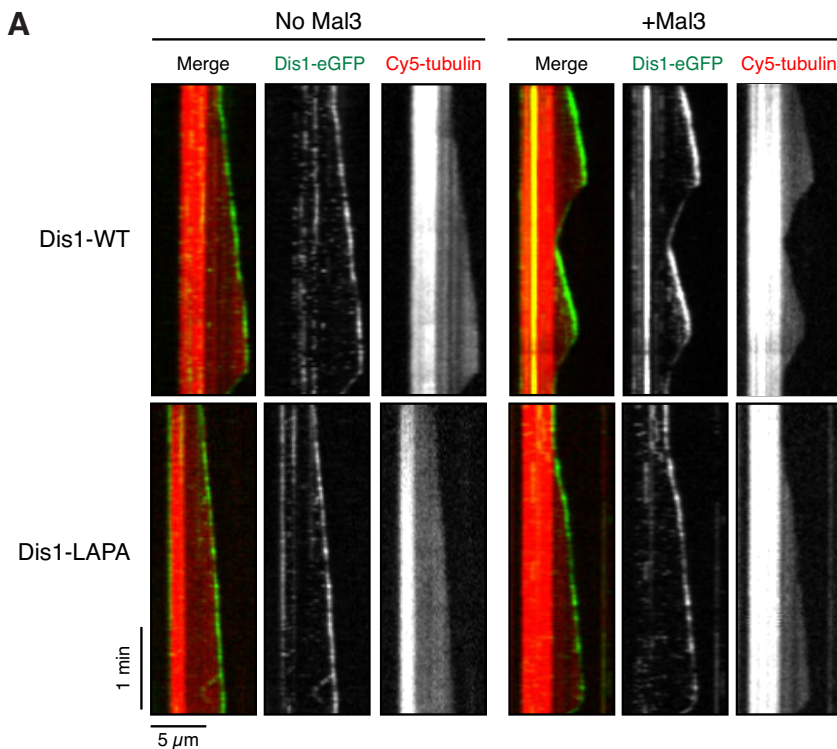 A
No Mal3
+Mal3
Merge
Dis1-eGFP
Cy5-tubulin
Merge
Dis1-eGFP
Cy5-tubulin
Dis1-WT
Dis1-LAPA
1 min
5 µm